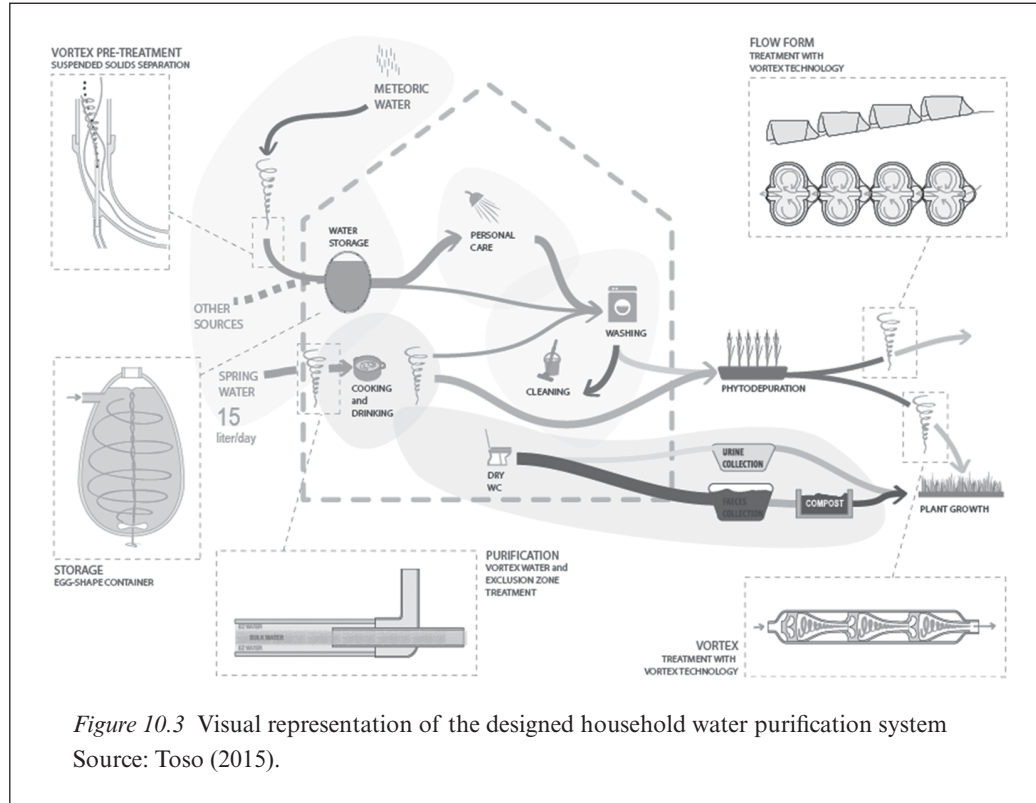 VORTEX PRE-TREATMENT
SUSPENDED SOLIDS SEPARATION
METEORIC
WATER
FLOW FORM
TREATMENT WITH
VORTEX TECHNOLOGY
WATER
STORAGE
PERSONAL
CARE
OTHER
SOURCES
WASHING
SPRING
WATER
15
liter/day
COOKING
and
DRINKING
CLEANING
PHYTODEPURATION
DRY
WC
URINE
COLLECTION
FAECES
COLLECTION
COMPOST
PLANT GROWTH
STORAGE
EGG-SHAPE CONTAINER
PURIFICATION
VORTEX WATER and
EXCLUSION ZONE
TREATMENT
EZ WATER
BULK WATER
EZ WATER
VORTEX
TREATMENT WITH
VORTEX TECHNOLOGY
Figure 10.3 Visual representation of the designed household water purification system
Source: Toso (2015).